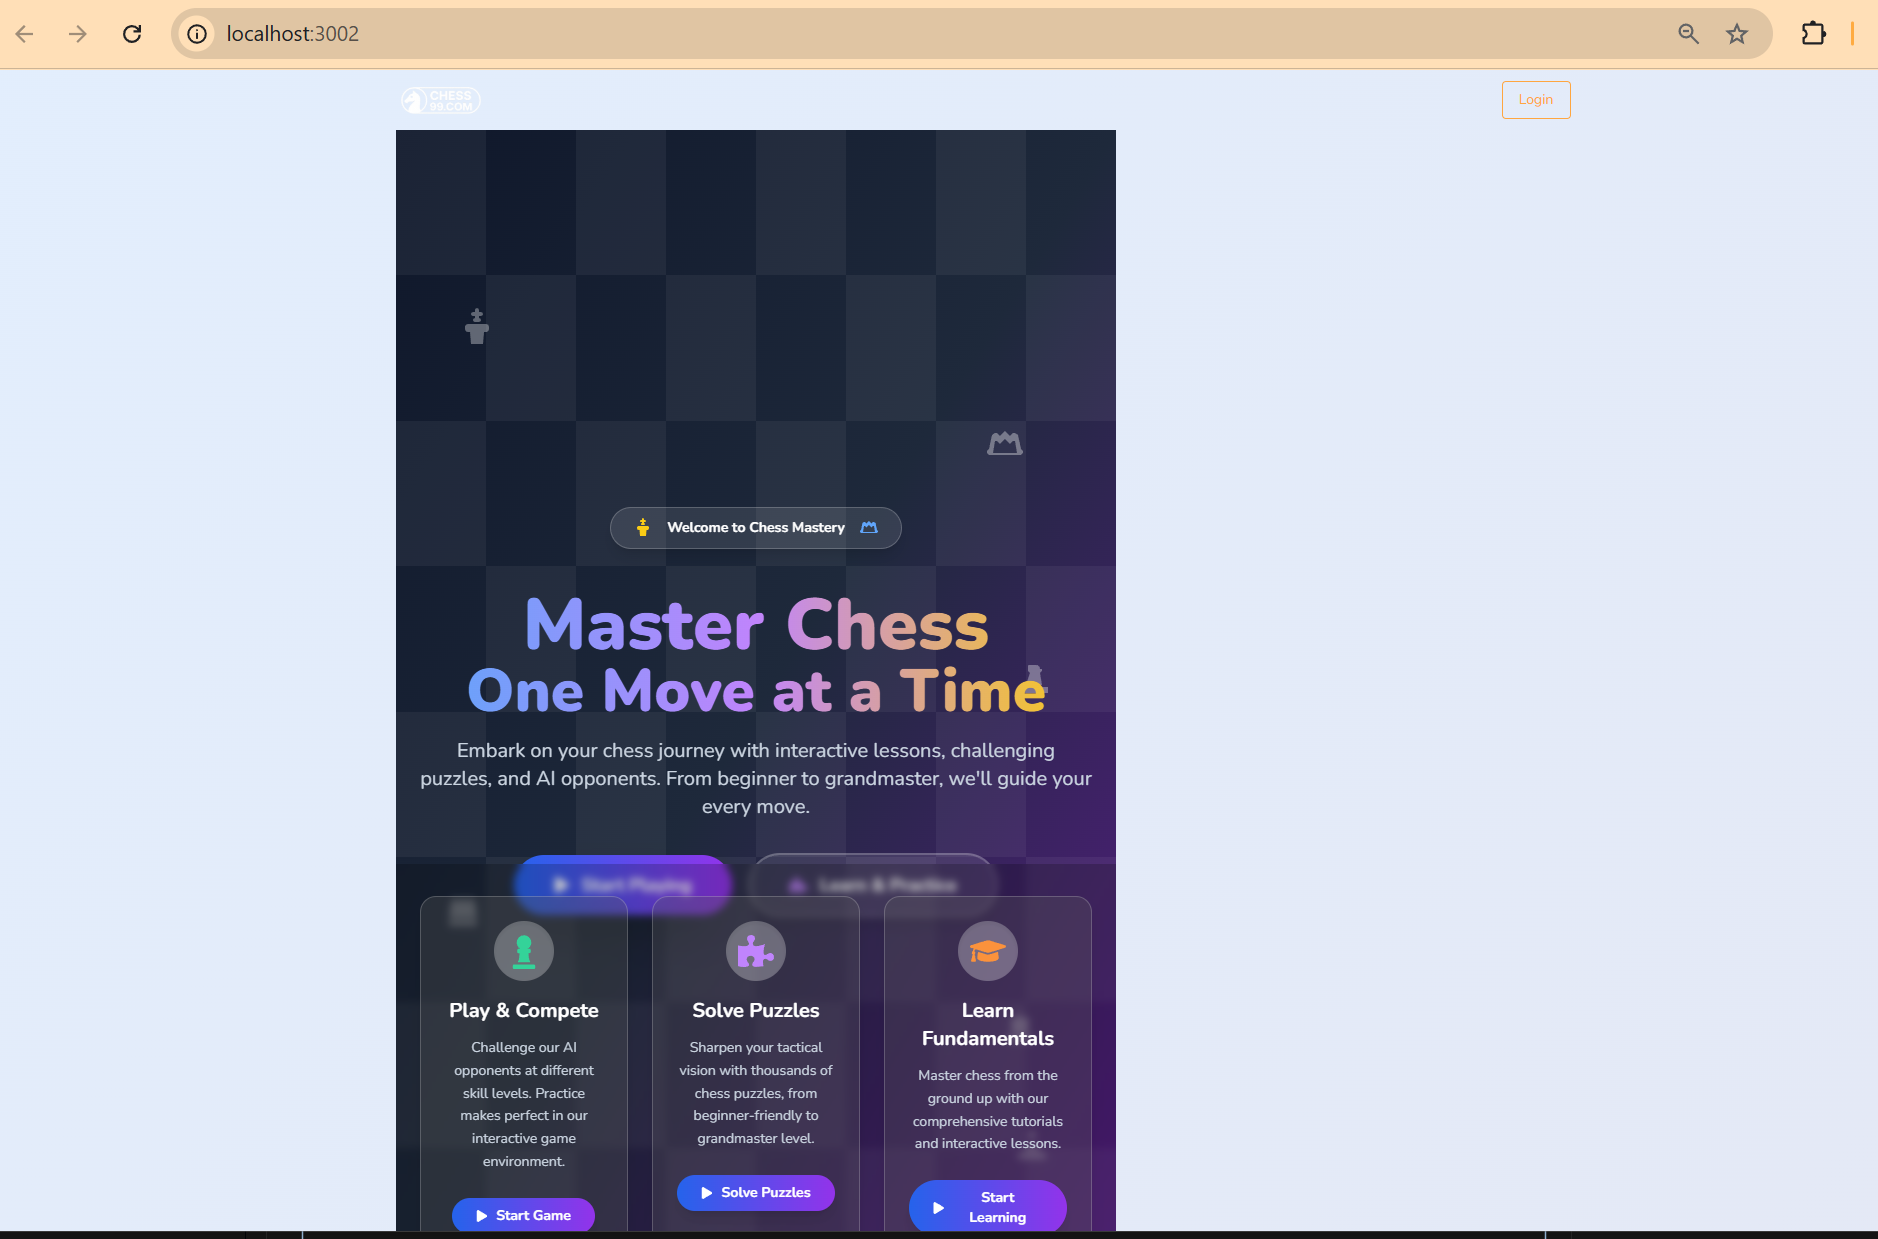 localhost:3002
CHESS
99.COM
Login
Welcome to Chess Mastery
Master Chess
One Move at a Time
Embark on your chess journey with interactive lessons, challenging
puzzles, and AI opponents. From beginner to grandmaster, we'll guide your
every move.
Start Playing
Learn & Practice
Play & Compete
Challenge our AI
opponents at different
skill levels. Practice
makes perfect in our
interactive game
environment.
Start Game
Solve Puzzles
Sharpen your tactical
vision with thousands of
chess puzzles, from
beginner-friendly to
grandmaster level.
Solve Puzzles
Learn
Fundamentals
Master chess from the
ground up with our
comprehensive tutorials
and interactive lessons.
Start
Learning